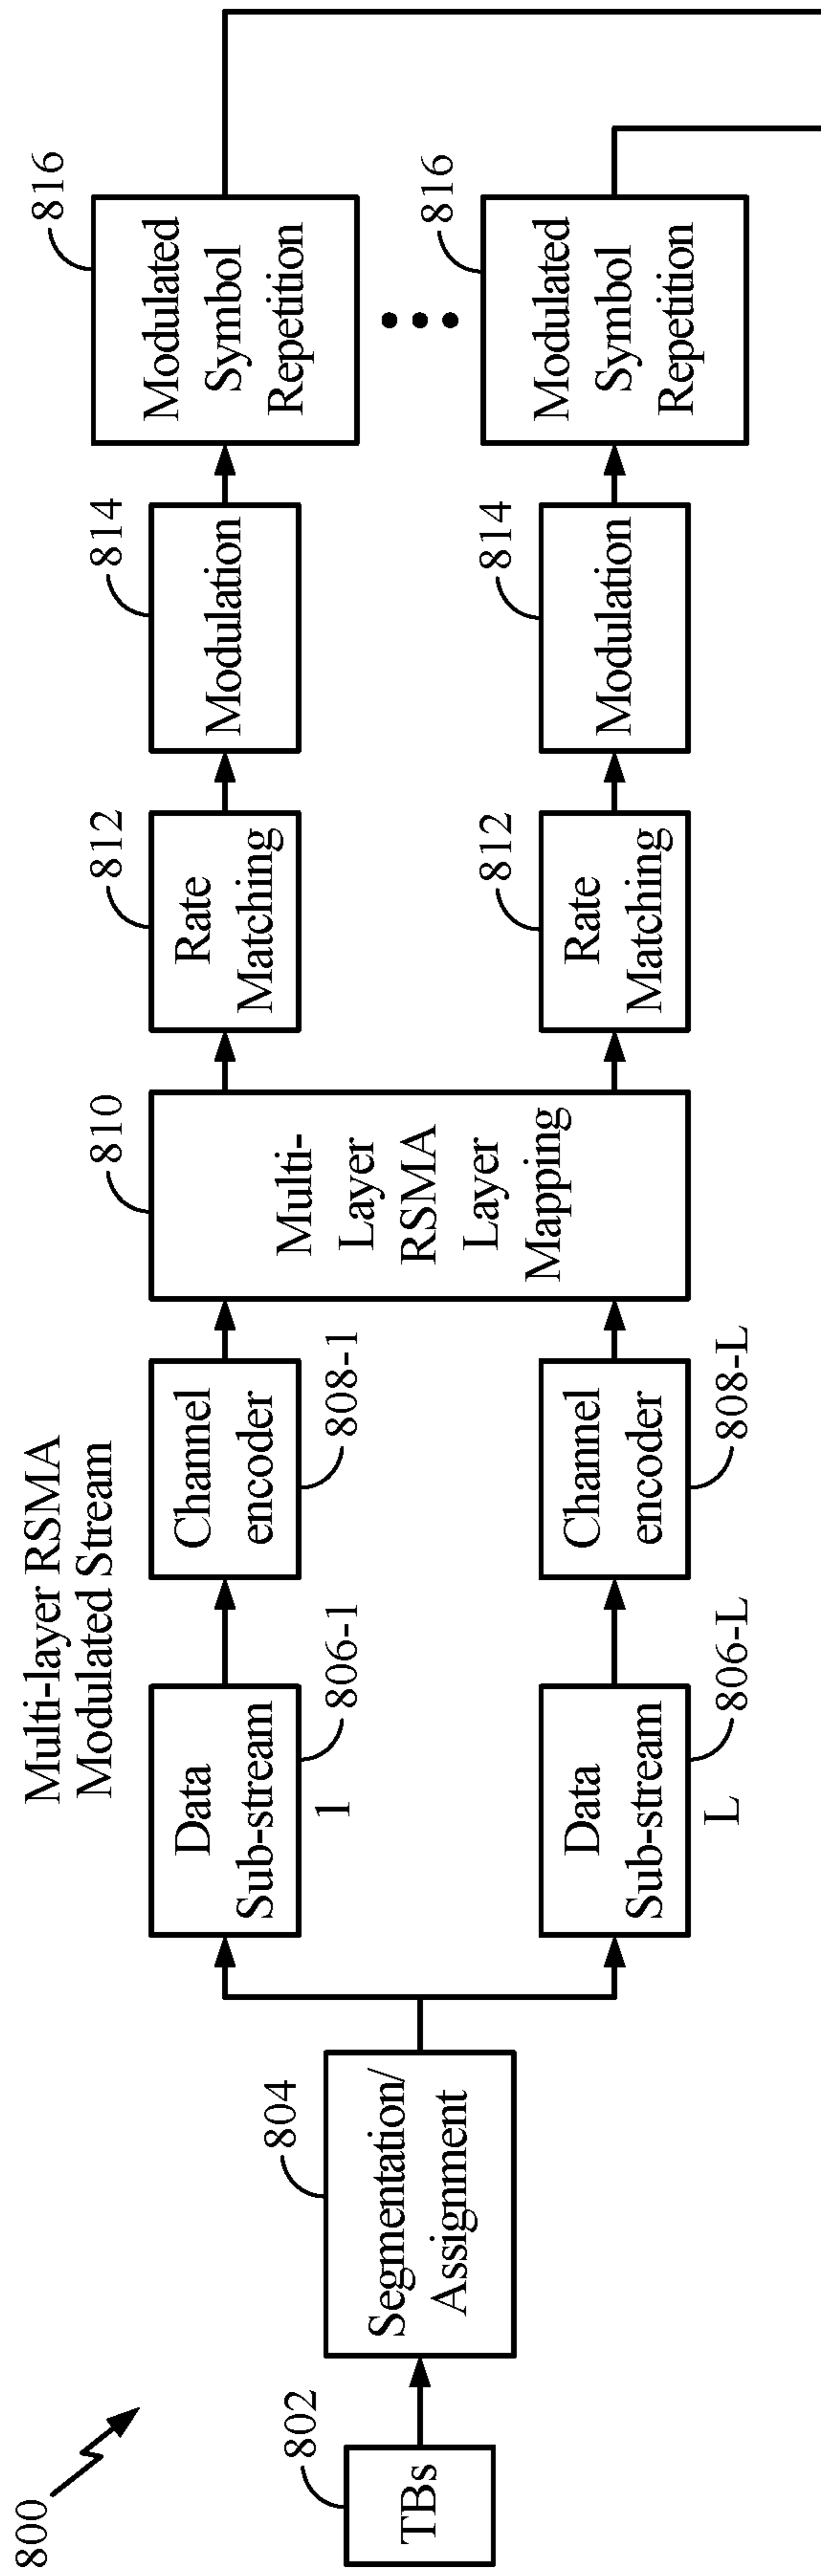 800
Multi-layer RSMA
Modulated Stream
802
TBs
804
Segmentation/
Assignment
Data
Sub-stream
1
806-1
Channel
encoder
808-1
810
Multi-
Layer
RSMA
Layer
Mapping
812
Rate
Matching
814
Modulation
816
Modulated
Symbol
Repetition
Data
Sub-stream
L
806-L
Channel
encoder
808-L
812
Rate
Matching
814
Modulation
816
Modulated
Symbol
Repetition